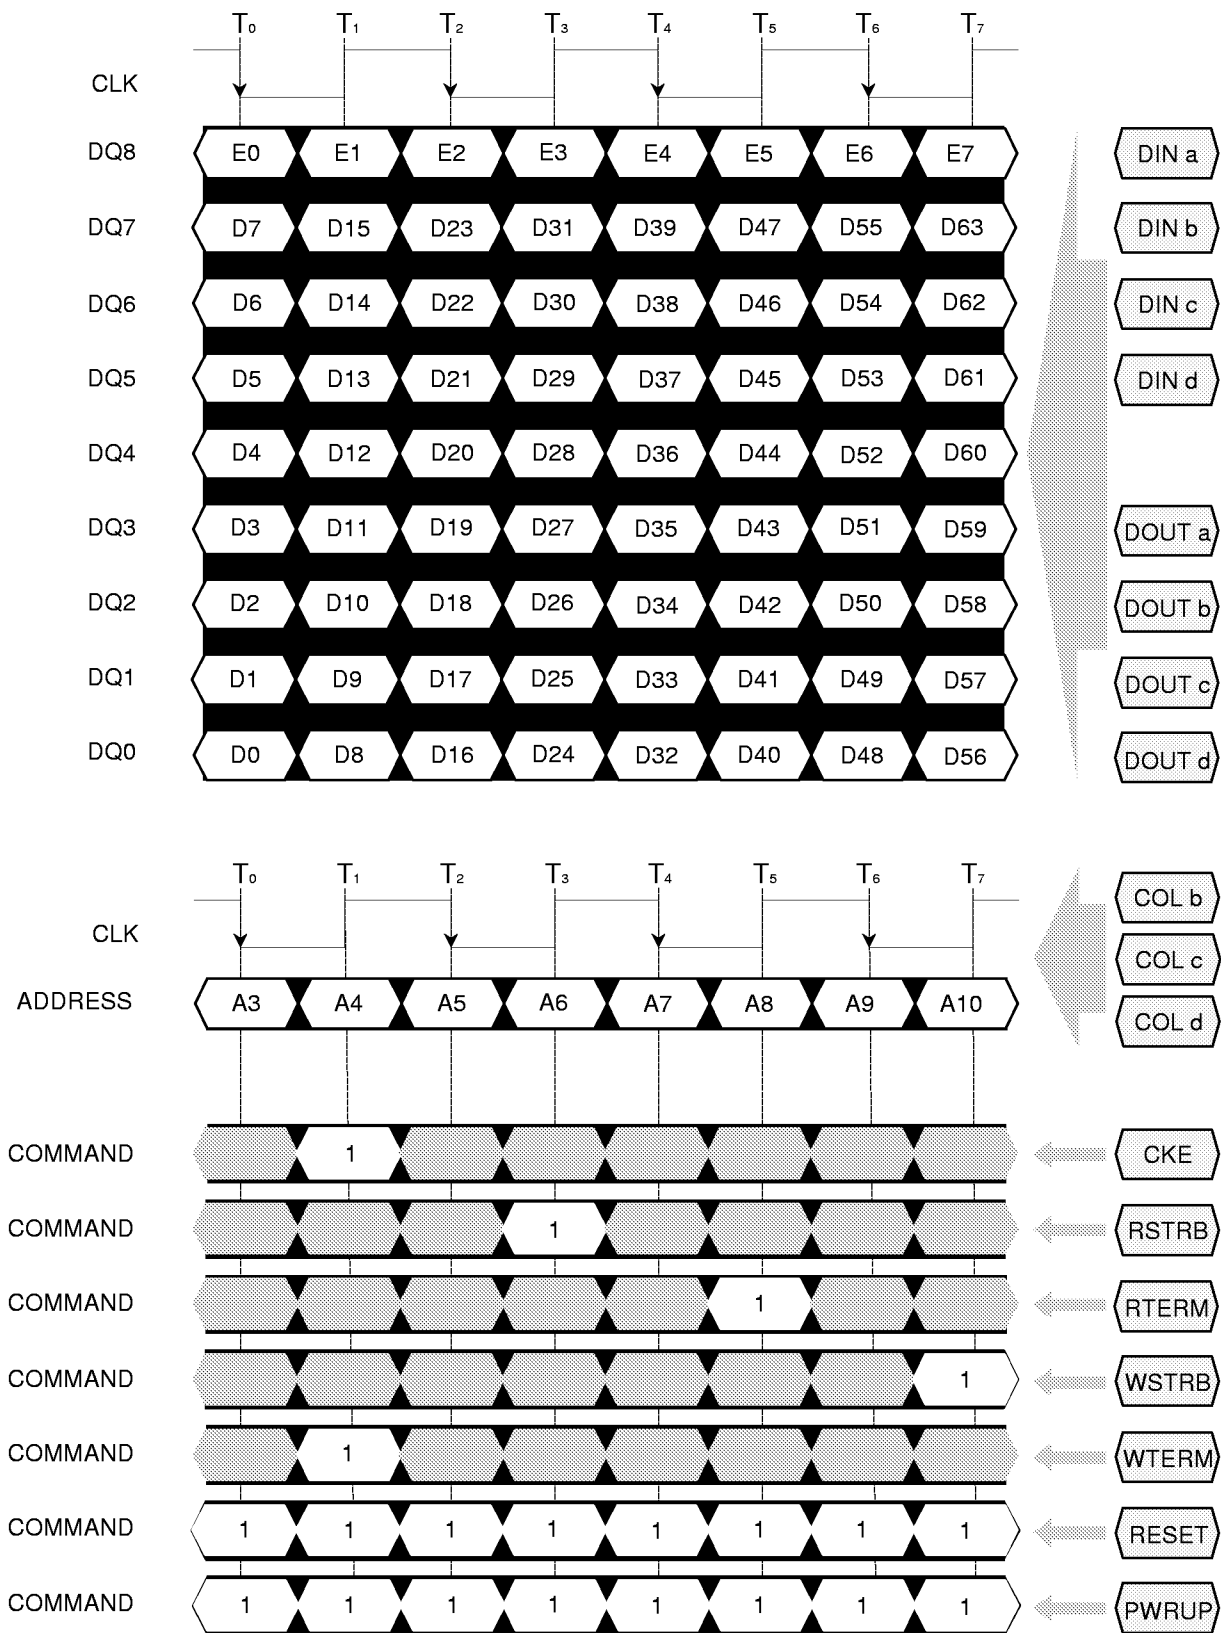 T0 T1 T2 T3 T4 T5 T6 T7
CLK
DQ8 E0 E1 E2 E3 E4 E5 E6 E7 DIN a
DQ7 D7 D15 D23 D31 D39 D47 D55 D63 DIN b
DQ6 D6 D14 D22 D30 D38 D46 D54 D62 DIN c
DQ5 D5 D13 D21 D29 D37 D45 D53 D61 DIN d
DQ4 D4 D12 D20 D28 D36 D44 D52 D60
DQ3 D3 D11 D19 D27 D35 D43 D51 D59 DOUT a
DQ2 D2 D10 D18 D26 D34 D42 D50 D58 DOUT b
DQ1 D1 D9 D17 D25 D33 D41 D49 D57 DOUT c
DQ0 D0 D8 D16 D24 D32 D40 D48 D56 DOUT d
T0 T1 T2 T3 T4 T5 T6 T7
COL b
CLK
COL c
ADDRESS A3 A4 A5 A6 A7 A8 A9 A10
COL d
COMMAND 1 CKE
COMMAND 1 RSTRB
COMMAND 1 RTERM
COMMAND 1 WSTRB
COMMAND 1 WTERM
COMMAND 1 1 1 1 1 1 1 1 RESET
COMMAND 1 1 1 1 1 1 1 1 PWRUP